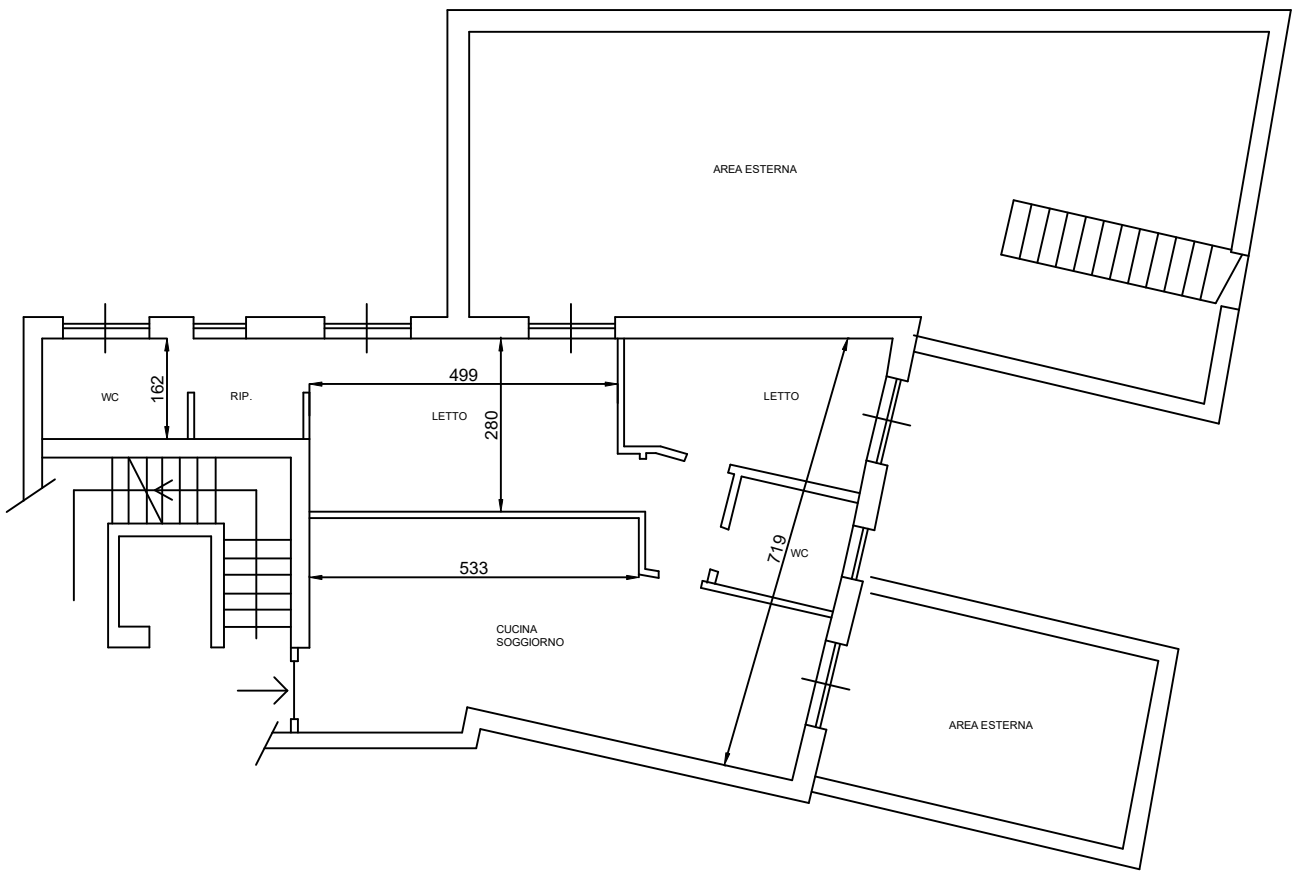 AREA ESTERNA
499
162
WC
RIP.
LETTO
LETTO
280
719
WC
533
CUCINA
SOGGIORNO
AREA ESTERNA